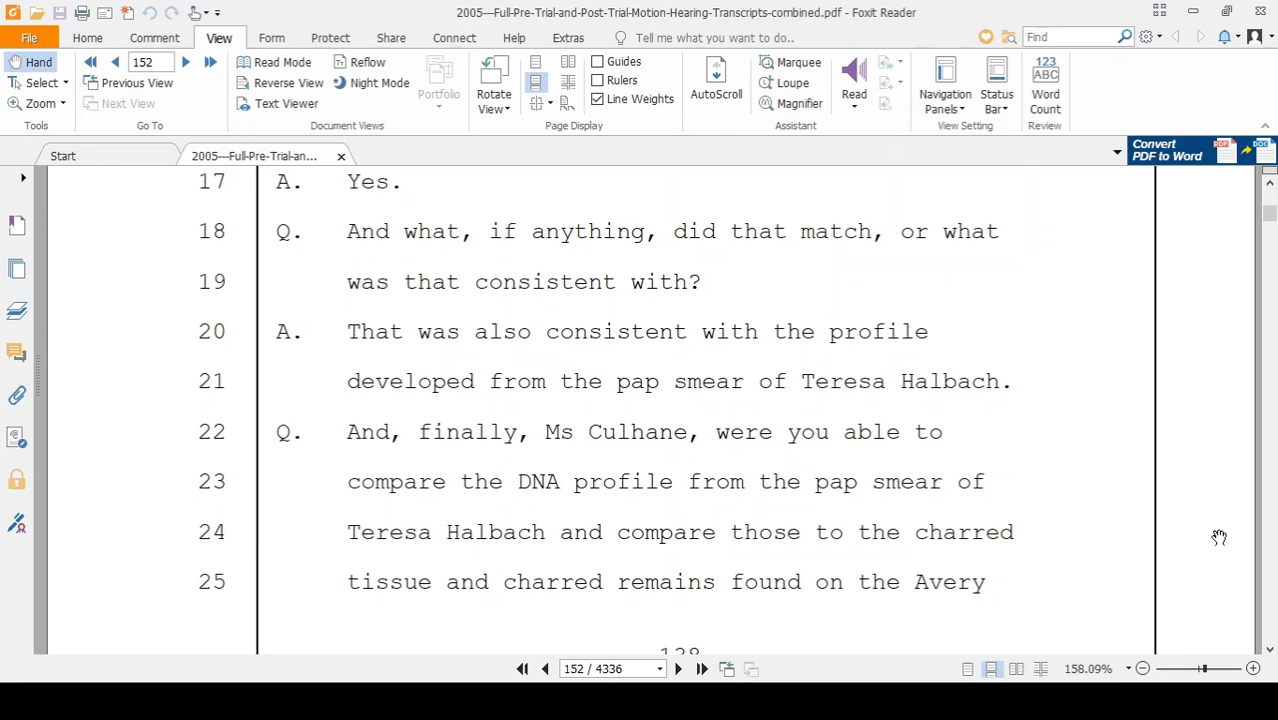 2005---Full-Pre-Trial-and-Post-Trial-Motion-Hearing-Transcripts-combined.pdf - Foxit Reader
File Home Comment View Form Protect Share Connect Help Extras Tell me what you want to do.. Find
Hand 152 Read Mode Reflow Guides Marquee
Select Previous View Reverse View Night Mode Portfolio Rotate View Rulers AutoScroll Loupe Read Navigation Panels Status Bar Word Count
Zoom Next View Text Viewer Line Weights Magnifier
Tools Go To Document Views Page Display Assistant View Setting Review
Start 2005---Full-Pre-Trial-an... Convert PDF to Word
17 A. Yes.
18 Q. And what, if anything, did that match, or what
19 was that consistent with?
20 A. That was also consistent with the profile
21 developed from the pap smear of Teresa Halbach.
22 Q. And, finally, Ms Culhane, were you able to
23 compare the DNA profile from the pap smear of
24 Teresa Halbach and compare those to the charred
25 tissue and charred remains found on the Avery
152 / 4336 158.09%